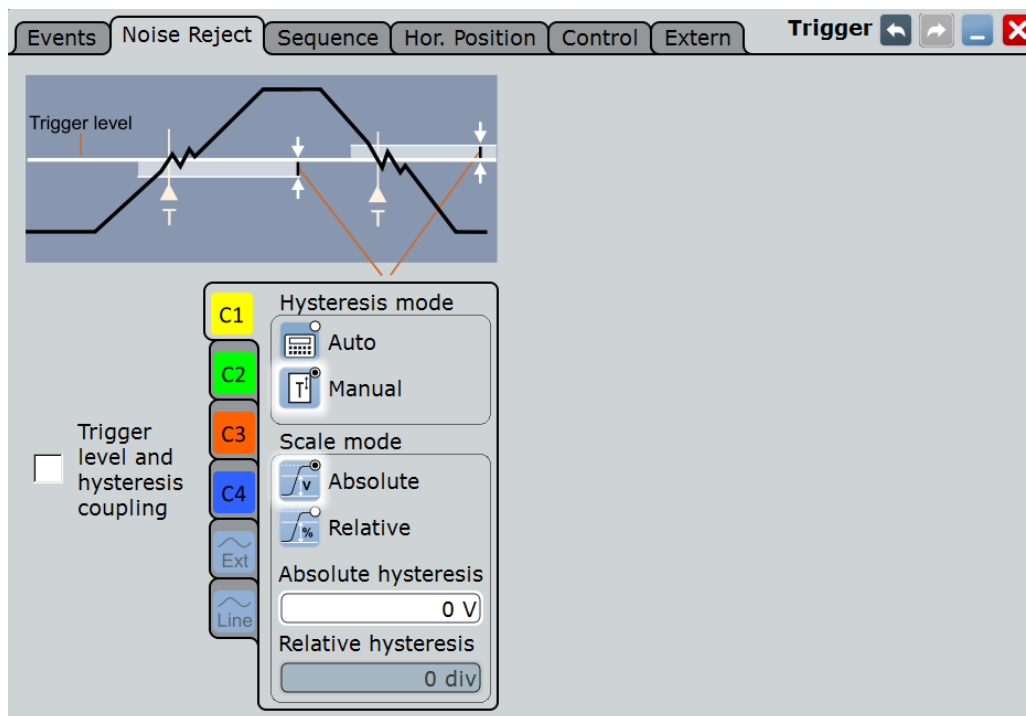 Events Noise Reject Sequence Hor. Position Control Extern Trigger
Trigger level
T
T
C1
C2
C3
C4
Ext
Line
Hysteresis mode
Auto
T
Manual
Trigger
level and
hysteresis
coupling
Scale mode
V
Absolute
%
Relative
Absolute hysteresis
0 V
Relative hysteresis
0 div